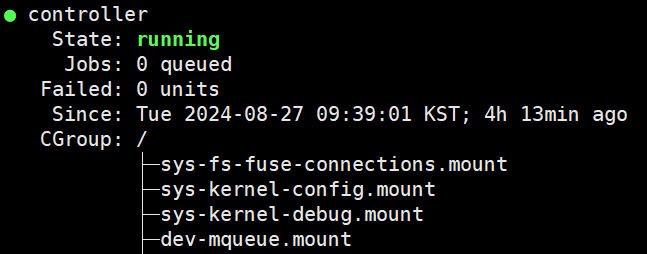 ● controller
State: running
Jobs: 0 queued
Failed: 0 units
Since: Tue 2024-08-27 09:39:01 KST; 4h 13min ago
CGroup: /
├─sys-fs-fuse-connections.mount
├─sys-kernel-config.mount
├─sys-kernel-debug.mount
├─dev-mqueue.mount